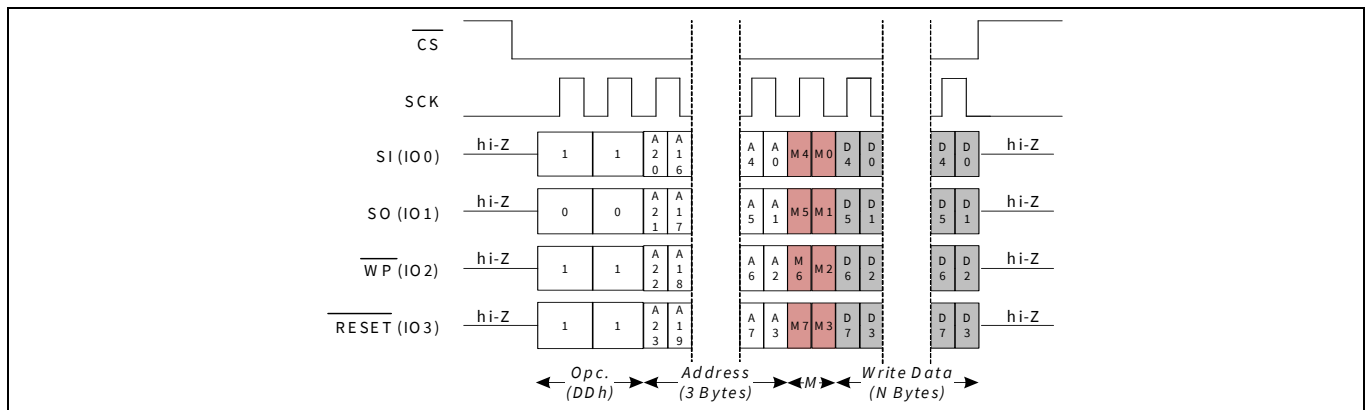 CS
SCK
SI (IO0) hi-Z 1 1 A20 A16 A4 A0 M4 M0 D4 D0 D4 D0 hi-Z
SO (IO1) hi-Z 0 0 A21 A17 A5 A1 M5 M1 D5 D1 D5 D1 hi-Z
WP (IO2) hi-Z 1 1 A22 A18 A6 A2 M6 M2 D6 D2 D6 D2 hi-Z
RESET (IO3) hi-Z 1 1 A23 A19 A7 A3 M7 M3 D7 D3 D7 D3 hi-Z
Opc. Address M Write Data
(DDh) (3 Bytes) (N Bytes)